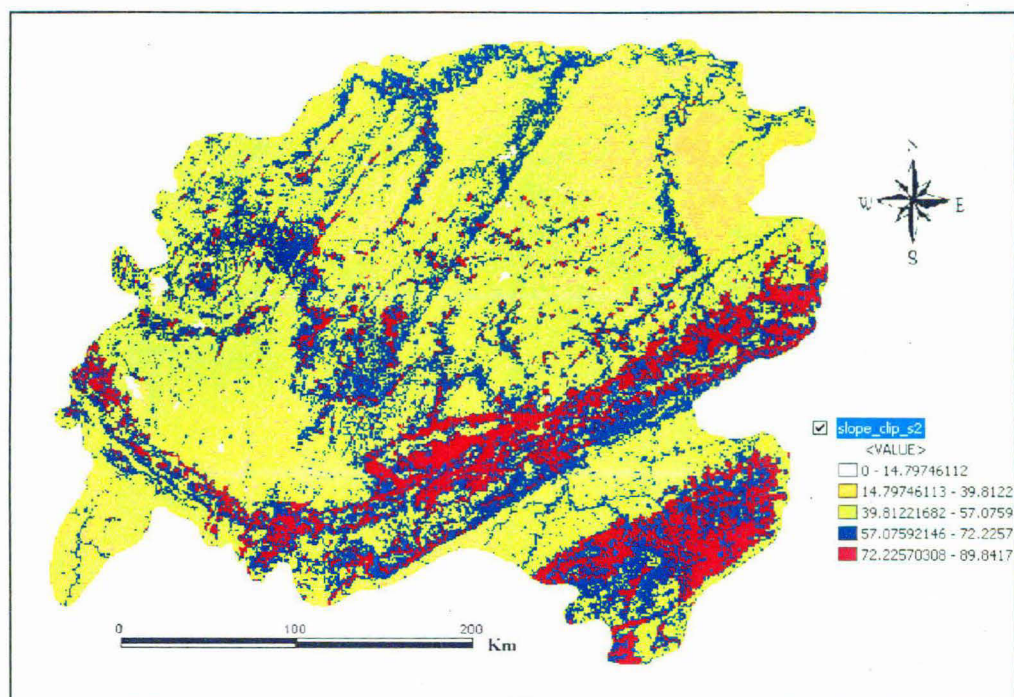 N
W E
S
slope_clip_s2
<VALUE>
0 - 14.79746112
14.79746113 - 39.8122
39.81221682 - 57.0759
57.07592146 - 72.2257
72.22570308 - 89.8417
0 100 200
Km